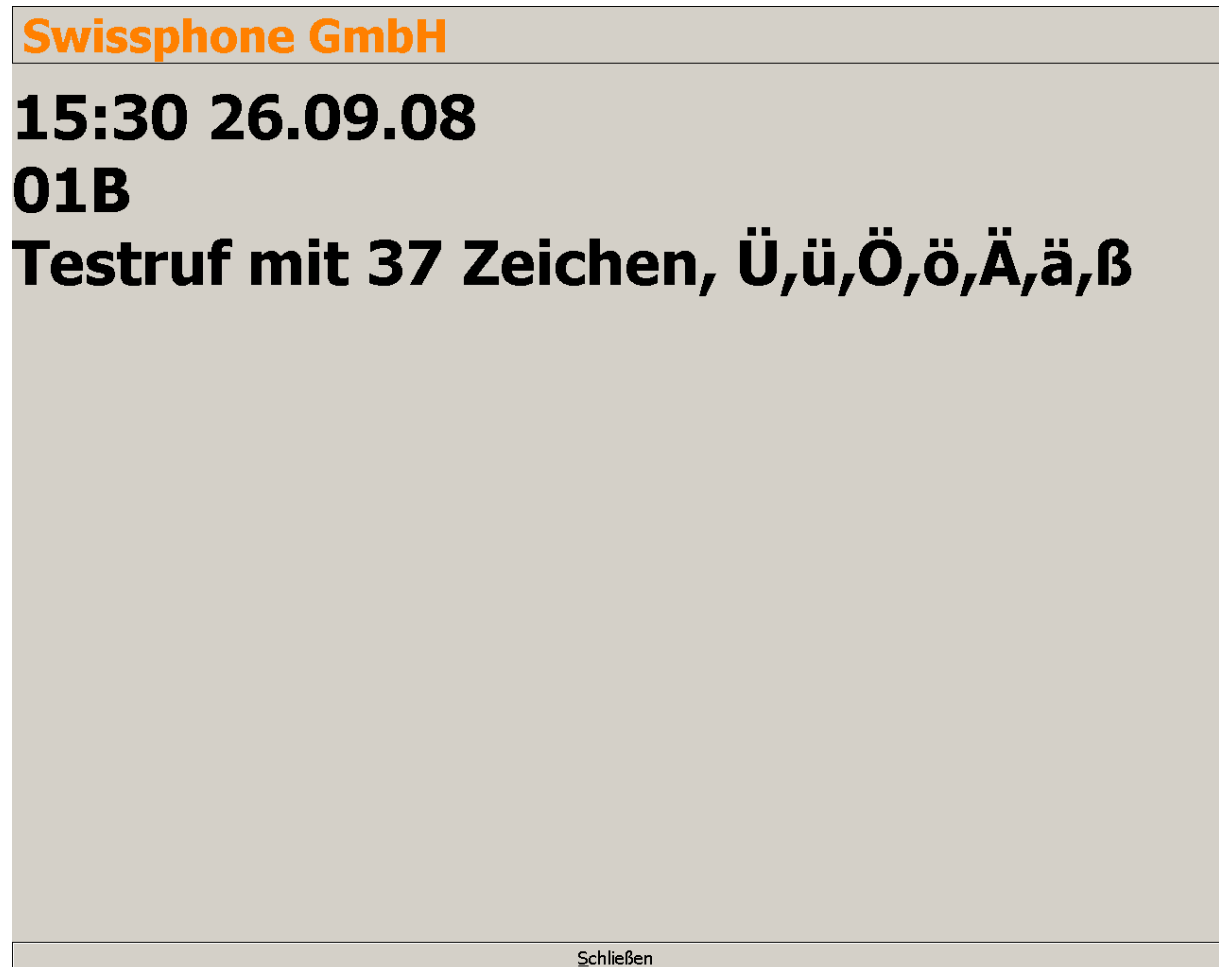 Swissphone GmbH
15:30 26.09.08
01B
Testruf mit 37 Zeichen, Ü,ü,Ö,ö,Ä,ä,ß
Schließen